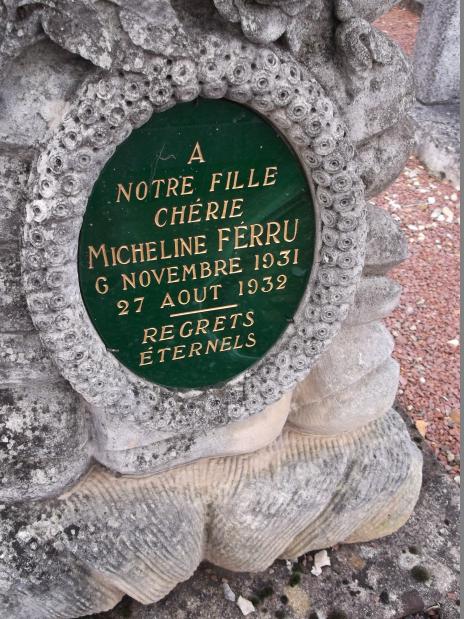 A
NOTRE FILLE
CHÉRIE
MICHELINE FÉRRU
6 NOVEMBRE 1931
27 AOUT 1932
REGRETS
ÉTERNELS